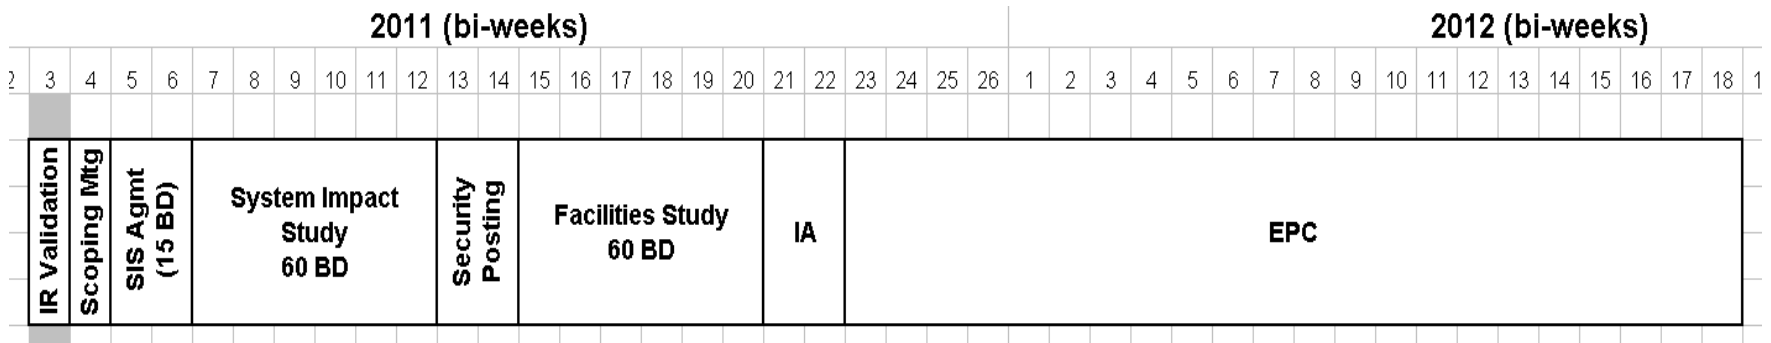 2011 (bi-weeks) 2012 (bi-weeks)
2 3 4 5 6 7 8 9 10 11 12 13 14 15 16 17 18 19 20 21 22 23 24 25 26 1 2 3 4 5 6 7 8 9 10 11 12 13 14 15 16 17 18 1
IR Validation
Scoping Mtg
SIS Agmt
(15 BD)
System Impact
Study
60 BD
Security
Posting
Facilities Study
60 BD
IA
EPC